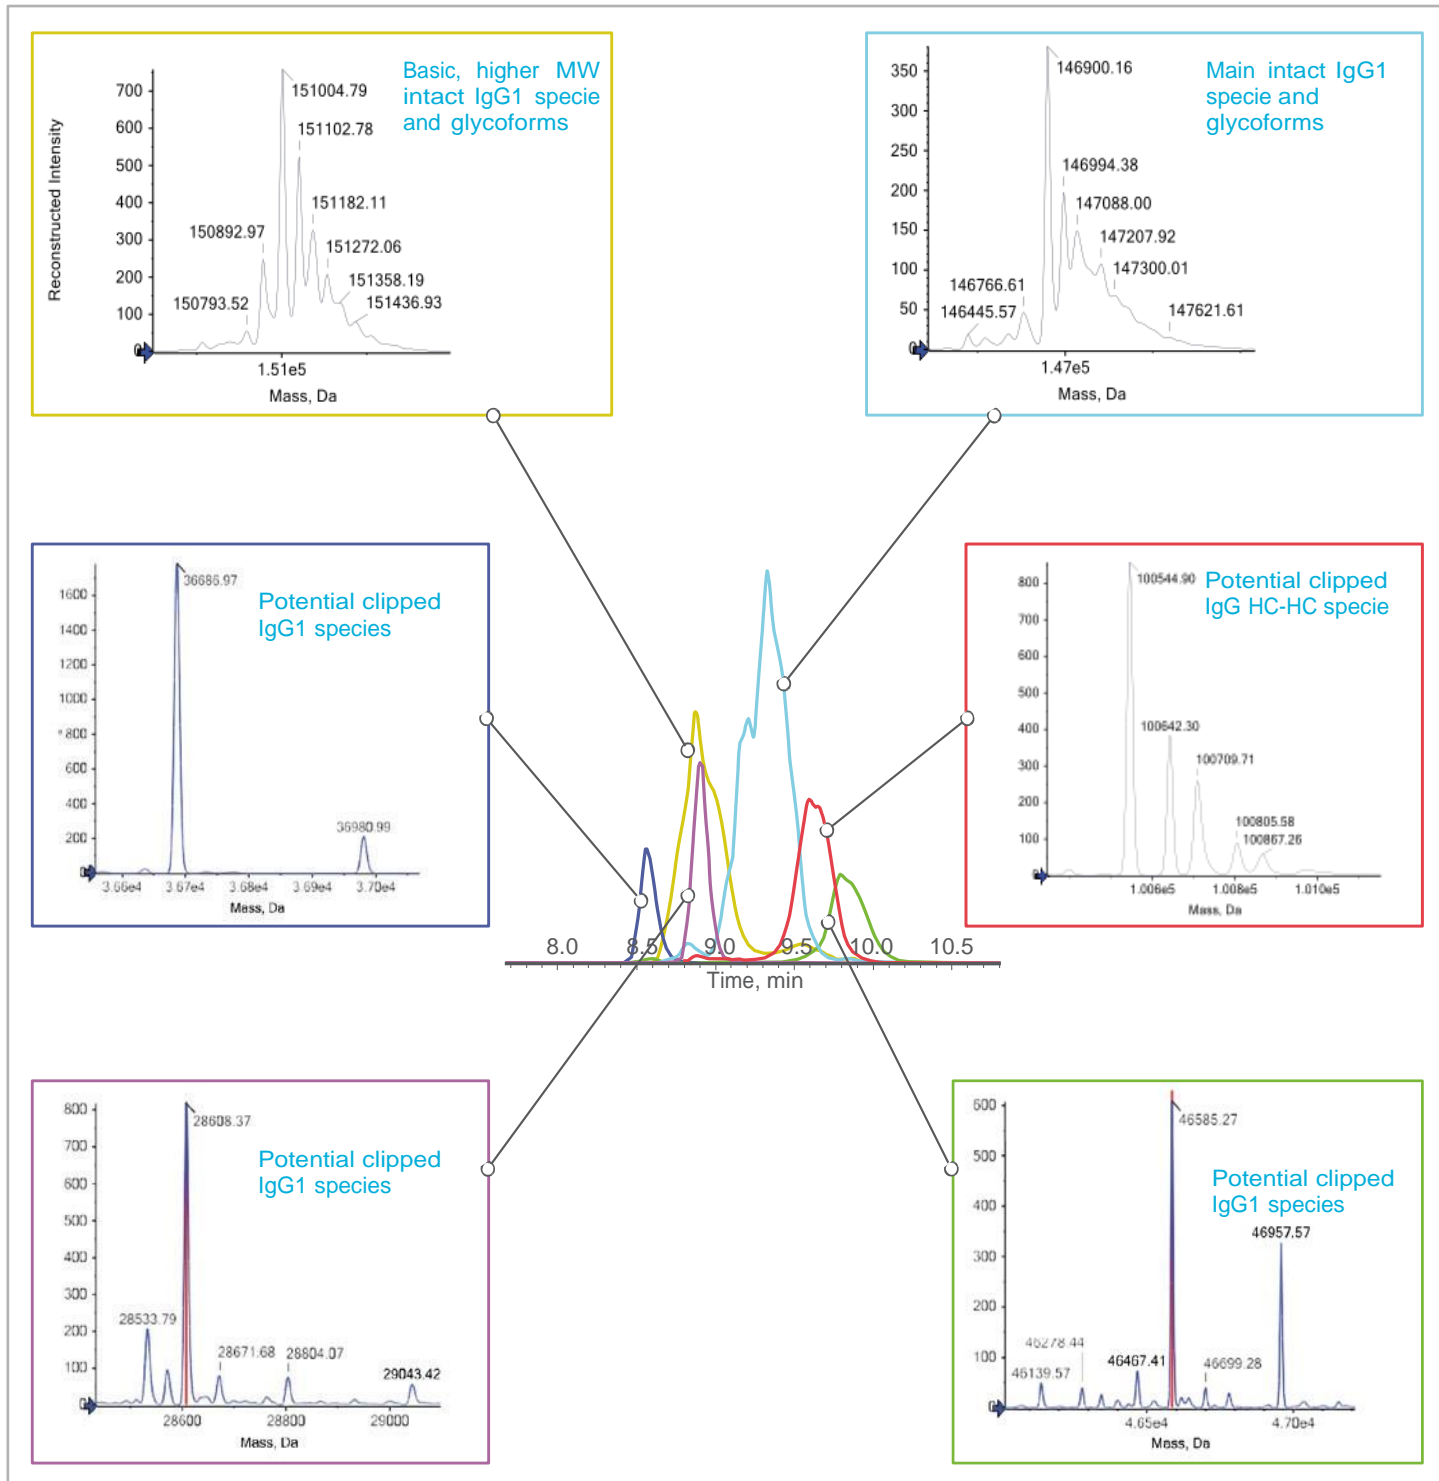 Basic, higher MW
intact IgG1 specie
and glycoforms
Reconstructed Intensity
700
600
500
400
300
200
100
0
151004.79
151102.78
151182.11
150892.97
151272.06
151358.19
150793.52
151436.93
1.51e5
Mass, Da
Main intact IgG1
specie and
glycoforms
350
300
250
200
150
100
50
0
146900.16
146994.38
147088.00
147207.92
147300.01
146766.61
146445.57
147621.61
1.47e5
Mass, Da
Potential clipped
IgG1 species
1600
1400
1200
1000
800
600
400
200
0
36686.97
36980.99
3.66e4 3.67e4 3.68e4 3.69e4 3.70e4
Mass, Da
Potential clipped
IgG HC-HC specie
800
700
600
500
400
300
200
100
0
100544.90
100642.30
100709.71
100805.58
100867.26
1.006e5 1.008e5 1.010e5
Mass, Da
8.0 8.5 9.0 9.5 10.0 10.5
Time, min
Potential clipped
IgG1 species
800
700
600
500
400
300
200
100
0
28608.37
28533.79
28671.68
28804.07
29043.42
28600 28800 29000
Mass, Da
Potential clipped
IgG1 species
600
500
400
300
200
100
0
46585.27
46957.57
46278.44
46139.57
46467.41
46699.28
4.65e4 4.70e4
Mass, Da